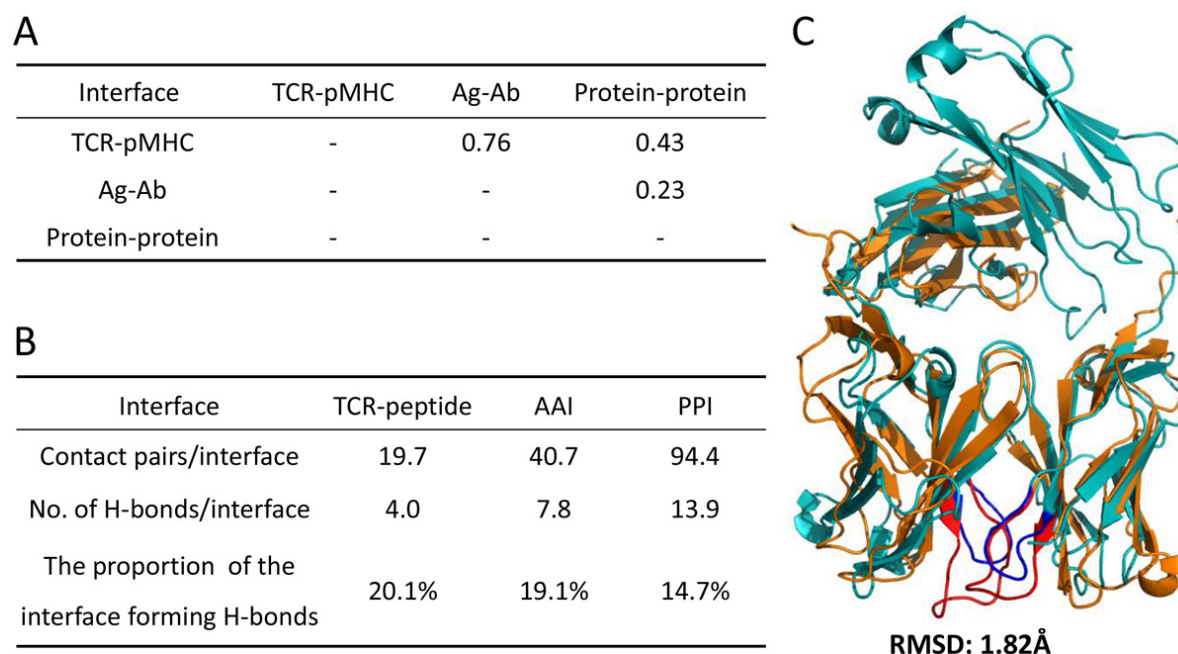 A
Interface TCR-pMHC Ag-Ab Protein-protein
TCR-pMHC - 0.76 0.43
Ag-Ab - - 0.23
Protein-protein - - -
B
Interface TCR-peptide AAI PPI
Contact pairs/interface 19.7 40.7 94.4
No. of H-bonds/interface 4.0 7.8 13.9
The proportion of the
interface forming H-bonds 20.1% 19.1% 14.7%
C
RMSD: 1.82Å